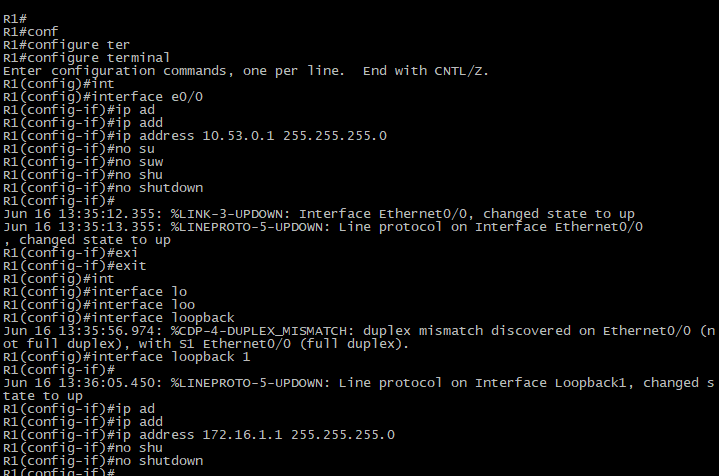 R1#
R1#conf
R1#configure ter
R1#configure terminal
Enter configuration commands, one per line.  End with CNTL/Z.
R1(config)#int
R1(config)#interface e0/0
R1(config-if)#ip ad
R1(config-if)#ip add
R1(config-if)#ip address 10.53.0.1 255.255.255.0
R1(config-if)#no su
R1(config-if)#no suw
R1(config-if)#no shu
R1(config-if)#no shutdown
R1(config-if)#
Jun 16 13:35:12.355: %LINK-3-UPDOWN: Interface Ethernet0/0, changed state to up
Jun 16 13:35:13.355: %LINEPROTO-5-UPDOWN: Line protocol on Interface Ethernet0/0
, changed state to up
R1(config-if)#exi
R1(config-if)#exit
R1(config)#int
R1(config)#interface lo
R1(config)#interface loo
R1(config)#interface loopback
Jun 16 13:35:56.974: %CDP-4-DUPLEX_MISMATCH: duplex mismatch discovered on Ethernet0/0 (n
ot full duplex), with S1 Ethernet0/0 (full duplex).
R1(config)#interface loopback 1
R1(config-if)#
Jun 16 13:36:05.450: %LINEPROTO-5-UPDOWN: Line protocol on Interface Loopback1, changed s
tate to up
R1(config-if)#ip ad
R1(config-if)#ip add
R1(config-if)#ip address 172.16.1.1 255.255.255.0
R1(config-if)#no shu
R1(config-if)#no shutdown
R1(config-if)#